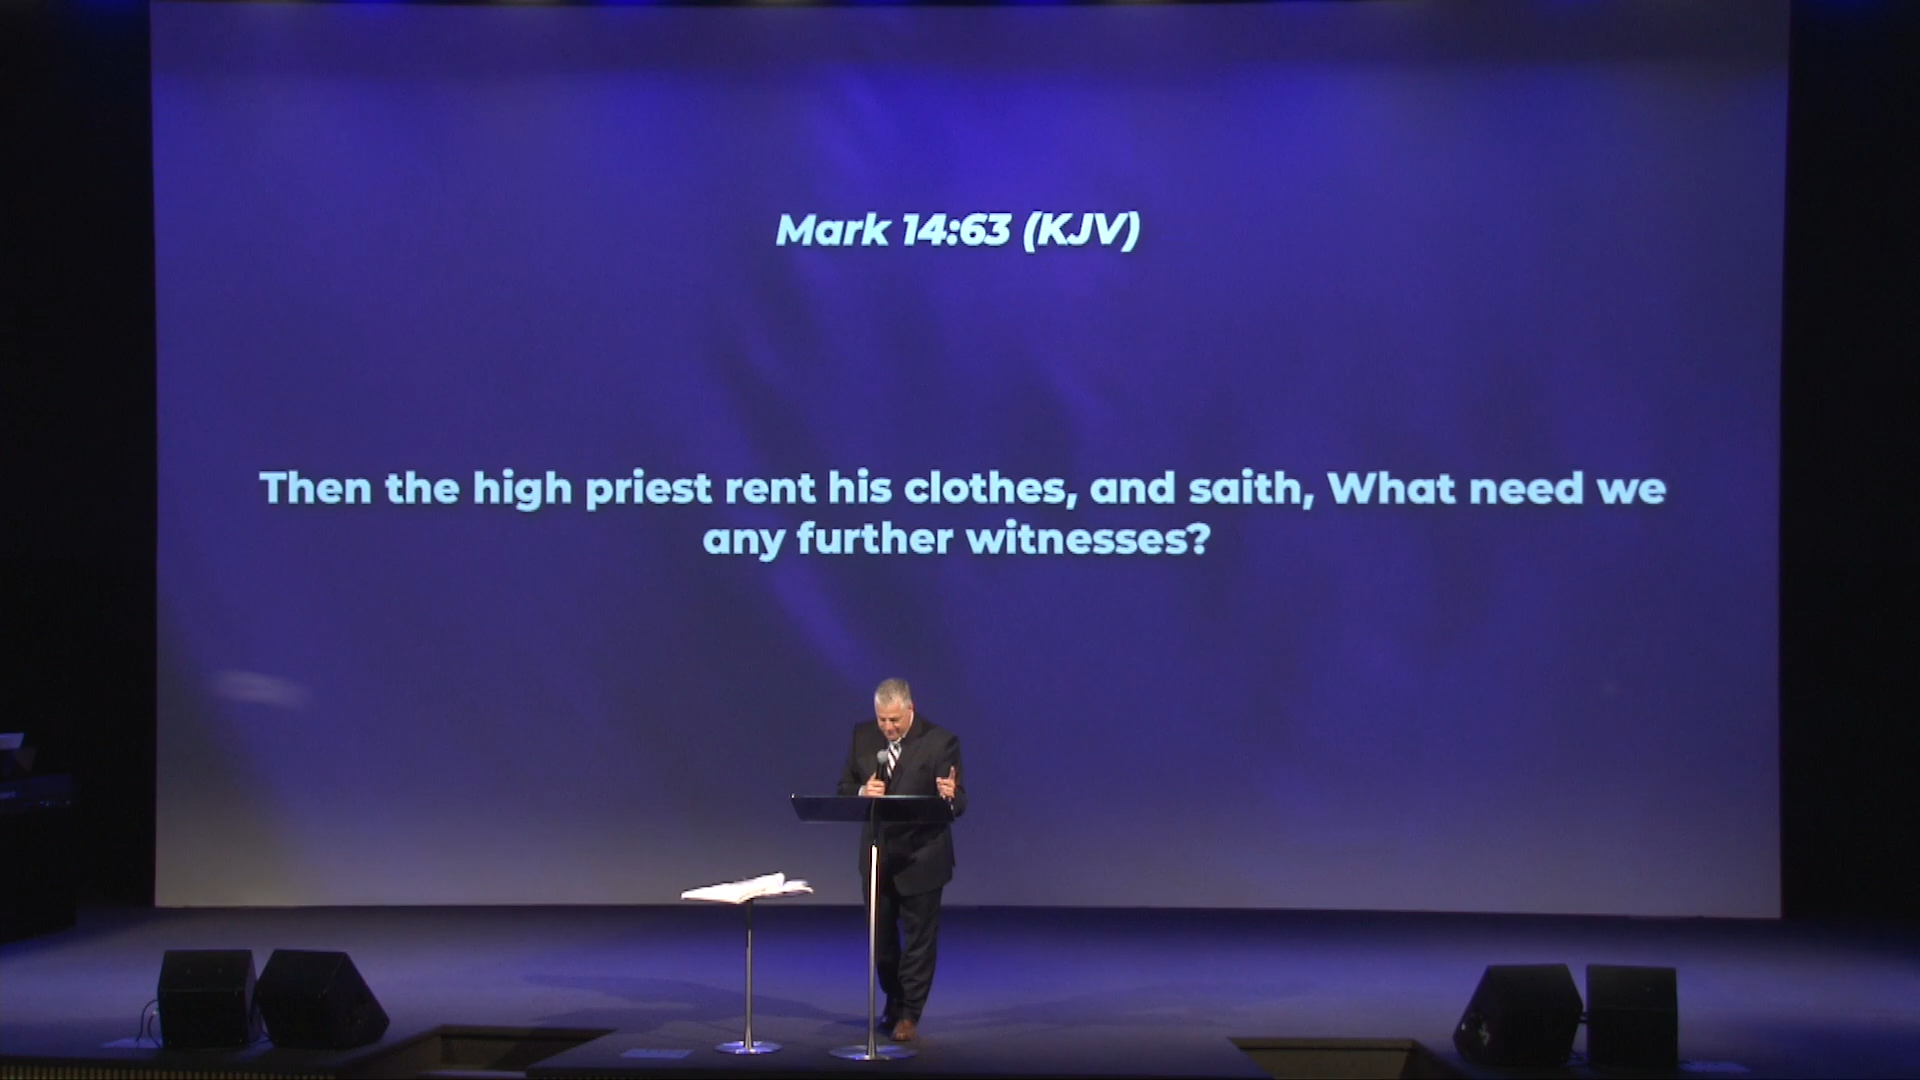 Mark 14:63 (KJV)
Then the high priest rent his clothes, and saith, What need we
any further witnesses?